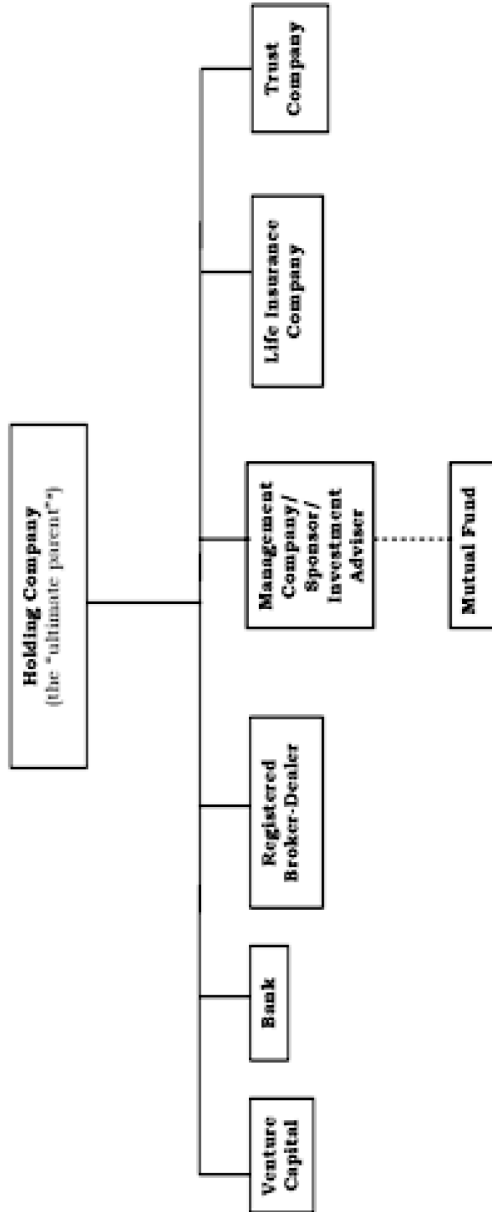 Holding Company
(the "ultimate parent"*)
Venture
Capital
Bank
Registered
Broker-Dealer
Management
Company/
Sponsor/
Investment
Adviser
Life Insurance
Company
Trust
Company
Mutual Fund